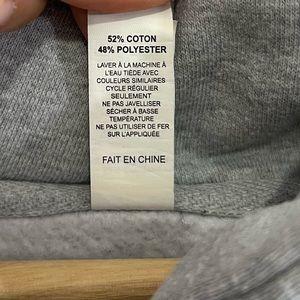 52% COTON
48% POLYESTER
LAVER À LA MACHINE À
L'EAU TIÈDE AVEC
COULEURS SIMILAIRES
CYCLE RÉGULIER
SEULEMENT
NE PAS JAVELLISER
SÉCHER À BASSE
TEMPÉRATURE
NE PAS UTILISER DE FER
SUR L'APPLIQUÉE
FAIT EN CHINE